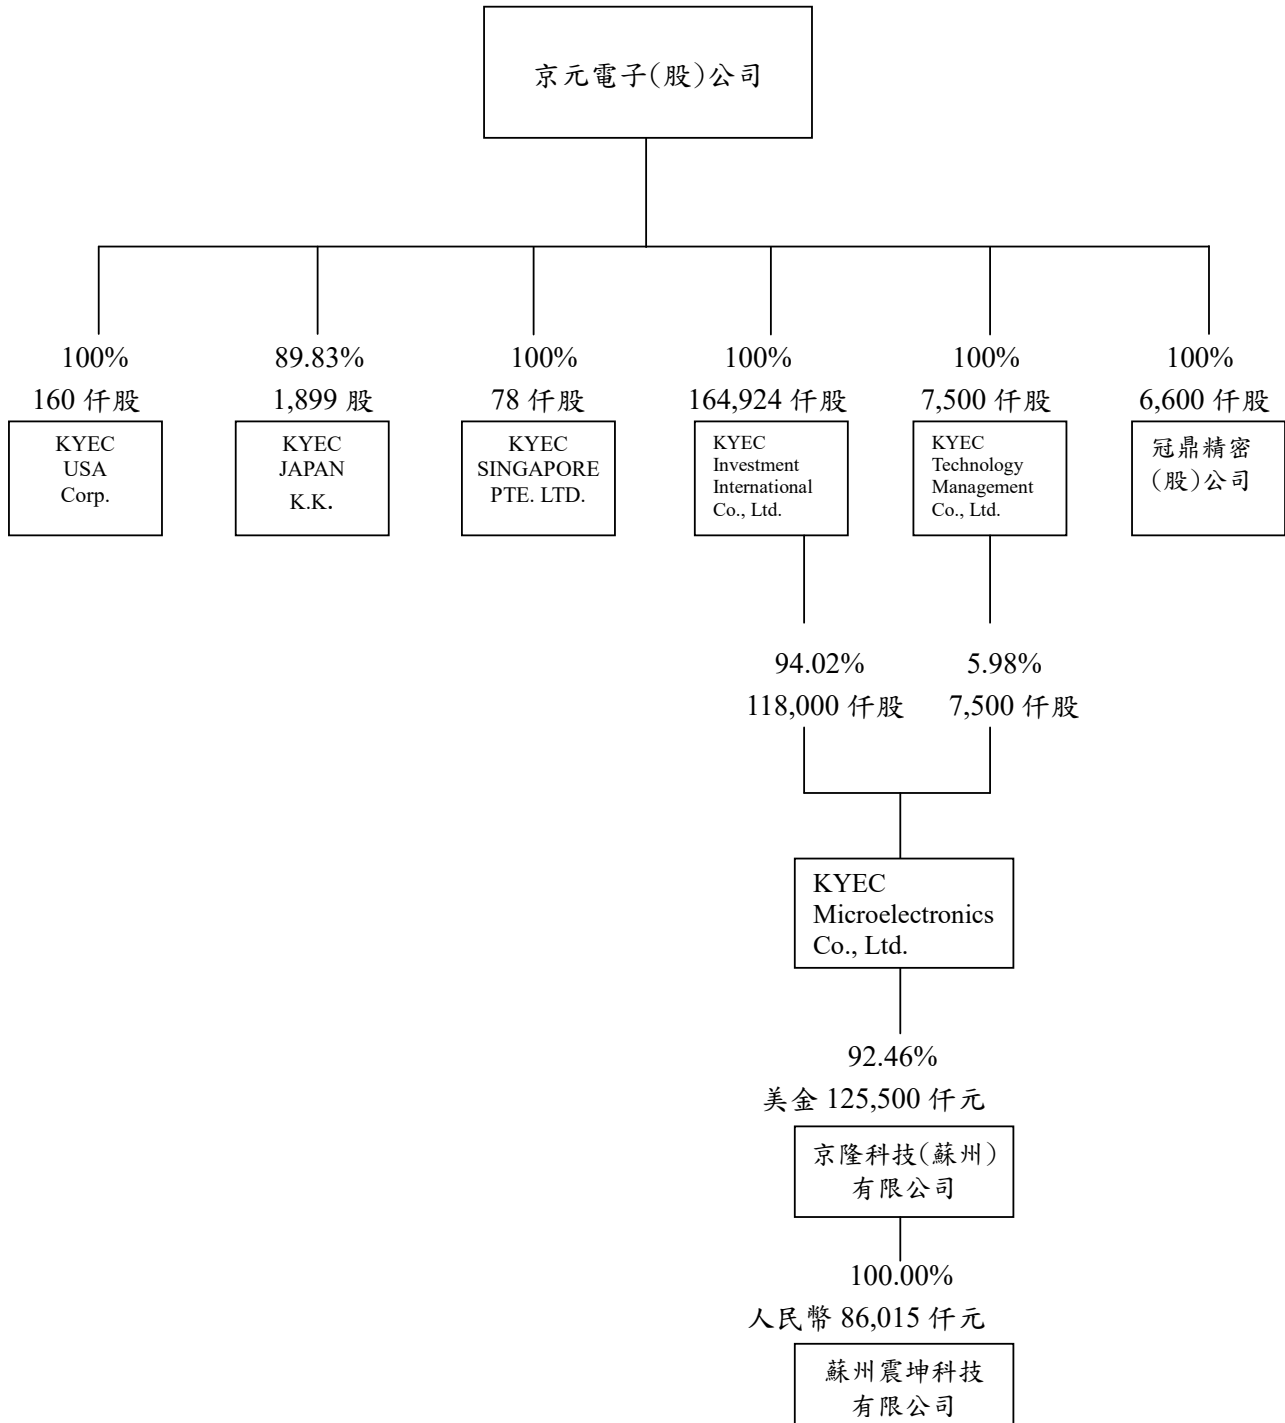 京元電子(股)公司
100%
160 仟股
KYEC
USA
Corp.
89.83%
1,899 股
KYEC
JAPAN
K.K.
100%
78 仟股
KYEC
SINGAPORE
PTE. LTD.
100%
164,924 仟股
KYEC
Investment
International
Co., Ltd.
100%
7,500 仟股
KYEC
Technology
Management
Co., Ltd.
100%
6,600 仟股
冠鼎精密
(股)公司
94.02%
118,000 仟股
5.98%
7,500 仟股
KYEC
Microelectronics
Co., Ltd.
92.46%
美金 125,500 仟元
京隆科技(蘇州)
有限公司
100.00%
人民幣 86,015 仟元
蘇州震坤科技
有限公司